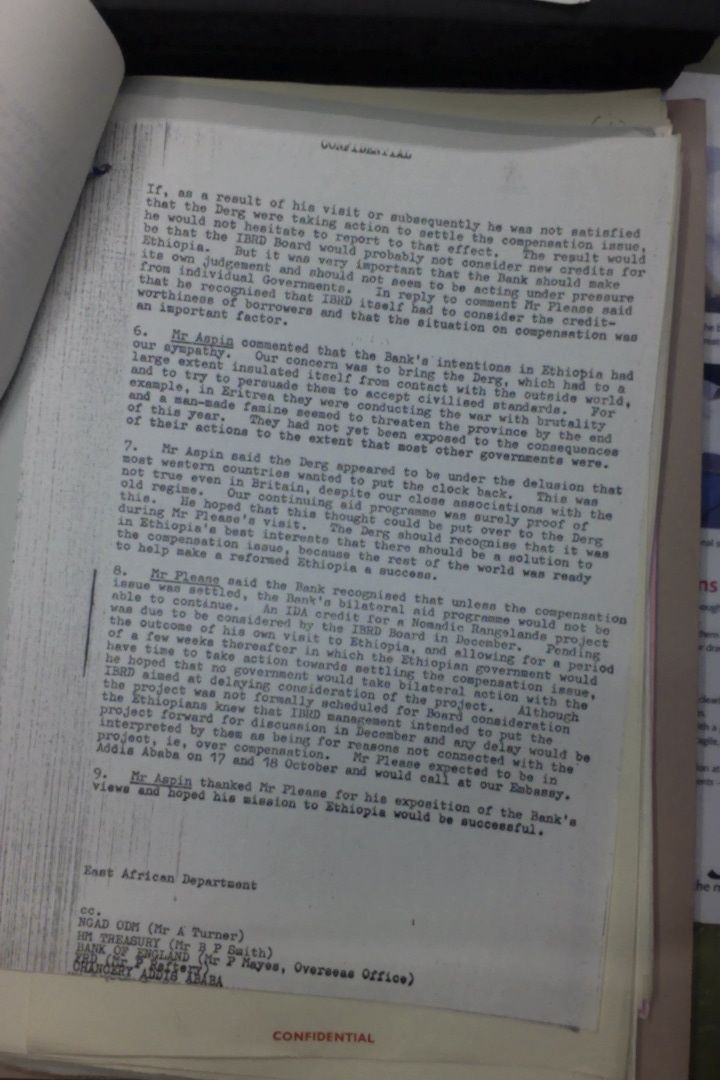 CONFIDENTIAL
If, as a result of his visit or subsequently he was not satisfied
that the Derg were taking action to settle the compensation issue,
he would not hesitate to report to that effect. The result would
be that the IBRD Board would probably not consider new credits for
Ethiopia. But it was very important that the Bank should make
its own judgement and should not seem to be acting under pressure
from individual Governments. In reply to comment Mr Please said
that he recognised that IBRD itself had to consider the credit-
worthiness of borrowers and that the situation on compensation was
an important factor.
6. Mr Aspin commented that the Bank's intentions in Ethiopia had
our sympathy. Our concern was to bring the Derg, which had to a
large extent insulated itself from contact with the outside world,
and to try to persuade them to accept civilised standards. For
example, in Eritrea they were conducting the war with brutality
and a man-made famine seemed to threaten the province by the end
of this year. They had not yet been exposed to the consequences
of their actions to the extent that most other governments were.
7. Mr Aspin said the Derg appeared to be under the delusion that
most western countries wanted to put the clock back. This was
not true even in Britain, despite our close associations with the
old regime. Our continuing aid programme was surely proof of
this. He hoped that this thought could be put over to the Derg
during Mr Please's visit. The Derg should recognise that it was
in Ethiopia's best interests that there should be a solution to
the compensation issue, because the rest of the world was ready
to help make a reformed Ethiopia a success.
8. Mr Please said the Bank recognised that unless the compensation
issue was settled, the Bank's bilateral aid programme would not be
able to continue. An IDA credit for a Nomadic Rangelands project
was due to be considered by the IBRD Board in December. Pending
the outcome of his own visit to Ethiopia, and allowing for a period
of a few weeks thereafter in which the Ethiopian government would
have time to take action towards settling the compensation issue,
he hoped that no government would take bilateral action with the
IBRD aimed at delaying consideration of the project. Although
the project was not formally scheduled for Board consideration
the Ethiopians knew that IBRD management intended to put the
project forward for discussion in December and any delay would be
interpreted by them as being for reasons not connected with the
project, ie, over compensation. Mr Please expected to be in
Addis Ababa on 17 and 18 October and would call at our Embassy.
9. Mr Aspin thanked Mr Please for his exposition of the Bank's
views and hoped his mission to Ethiopia would be successful.
East African Department
cc.
NGAD ODM (Mr A Turner)
HM TREASURY (Mr B P Smith)
BANK OF ENGLAND (Mr P Mayes, Overseas Office)
FRD (Mr P Raftery)
CHANCERY ADDIS ABABA
CONFIDENTIAL